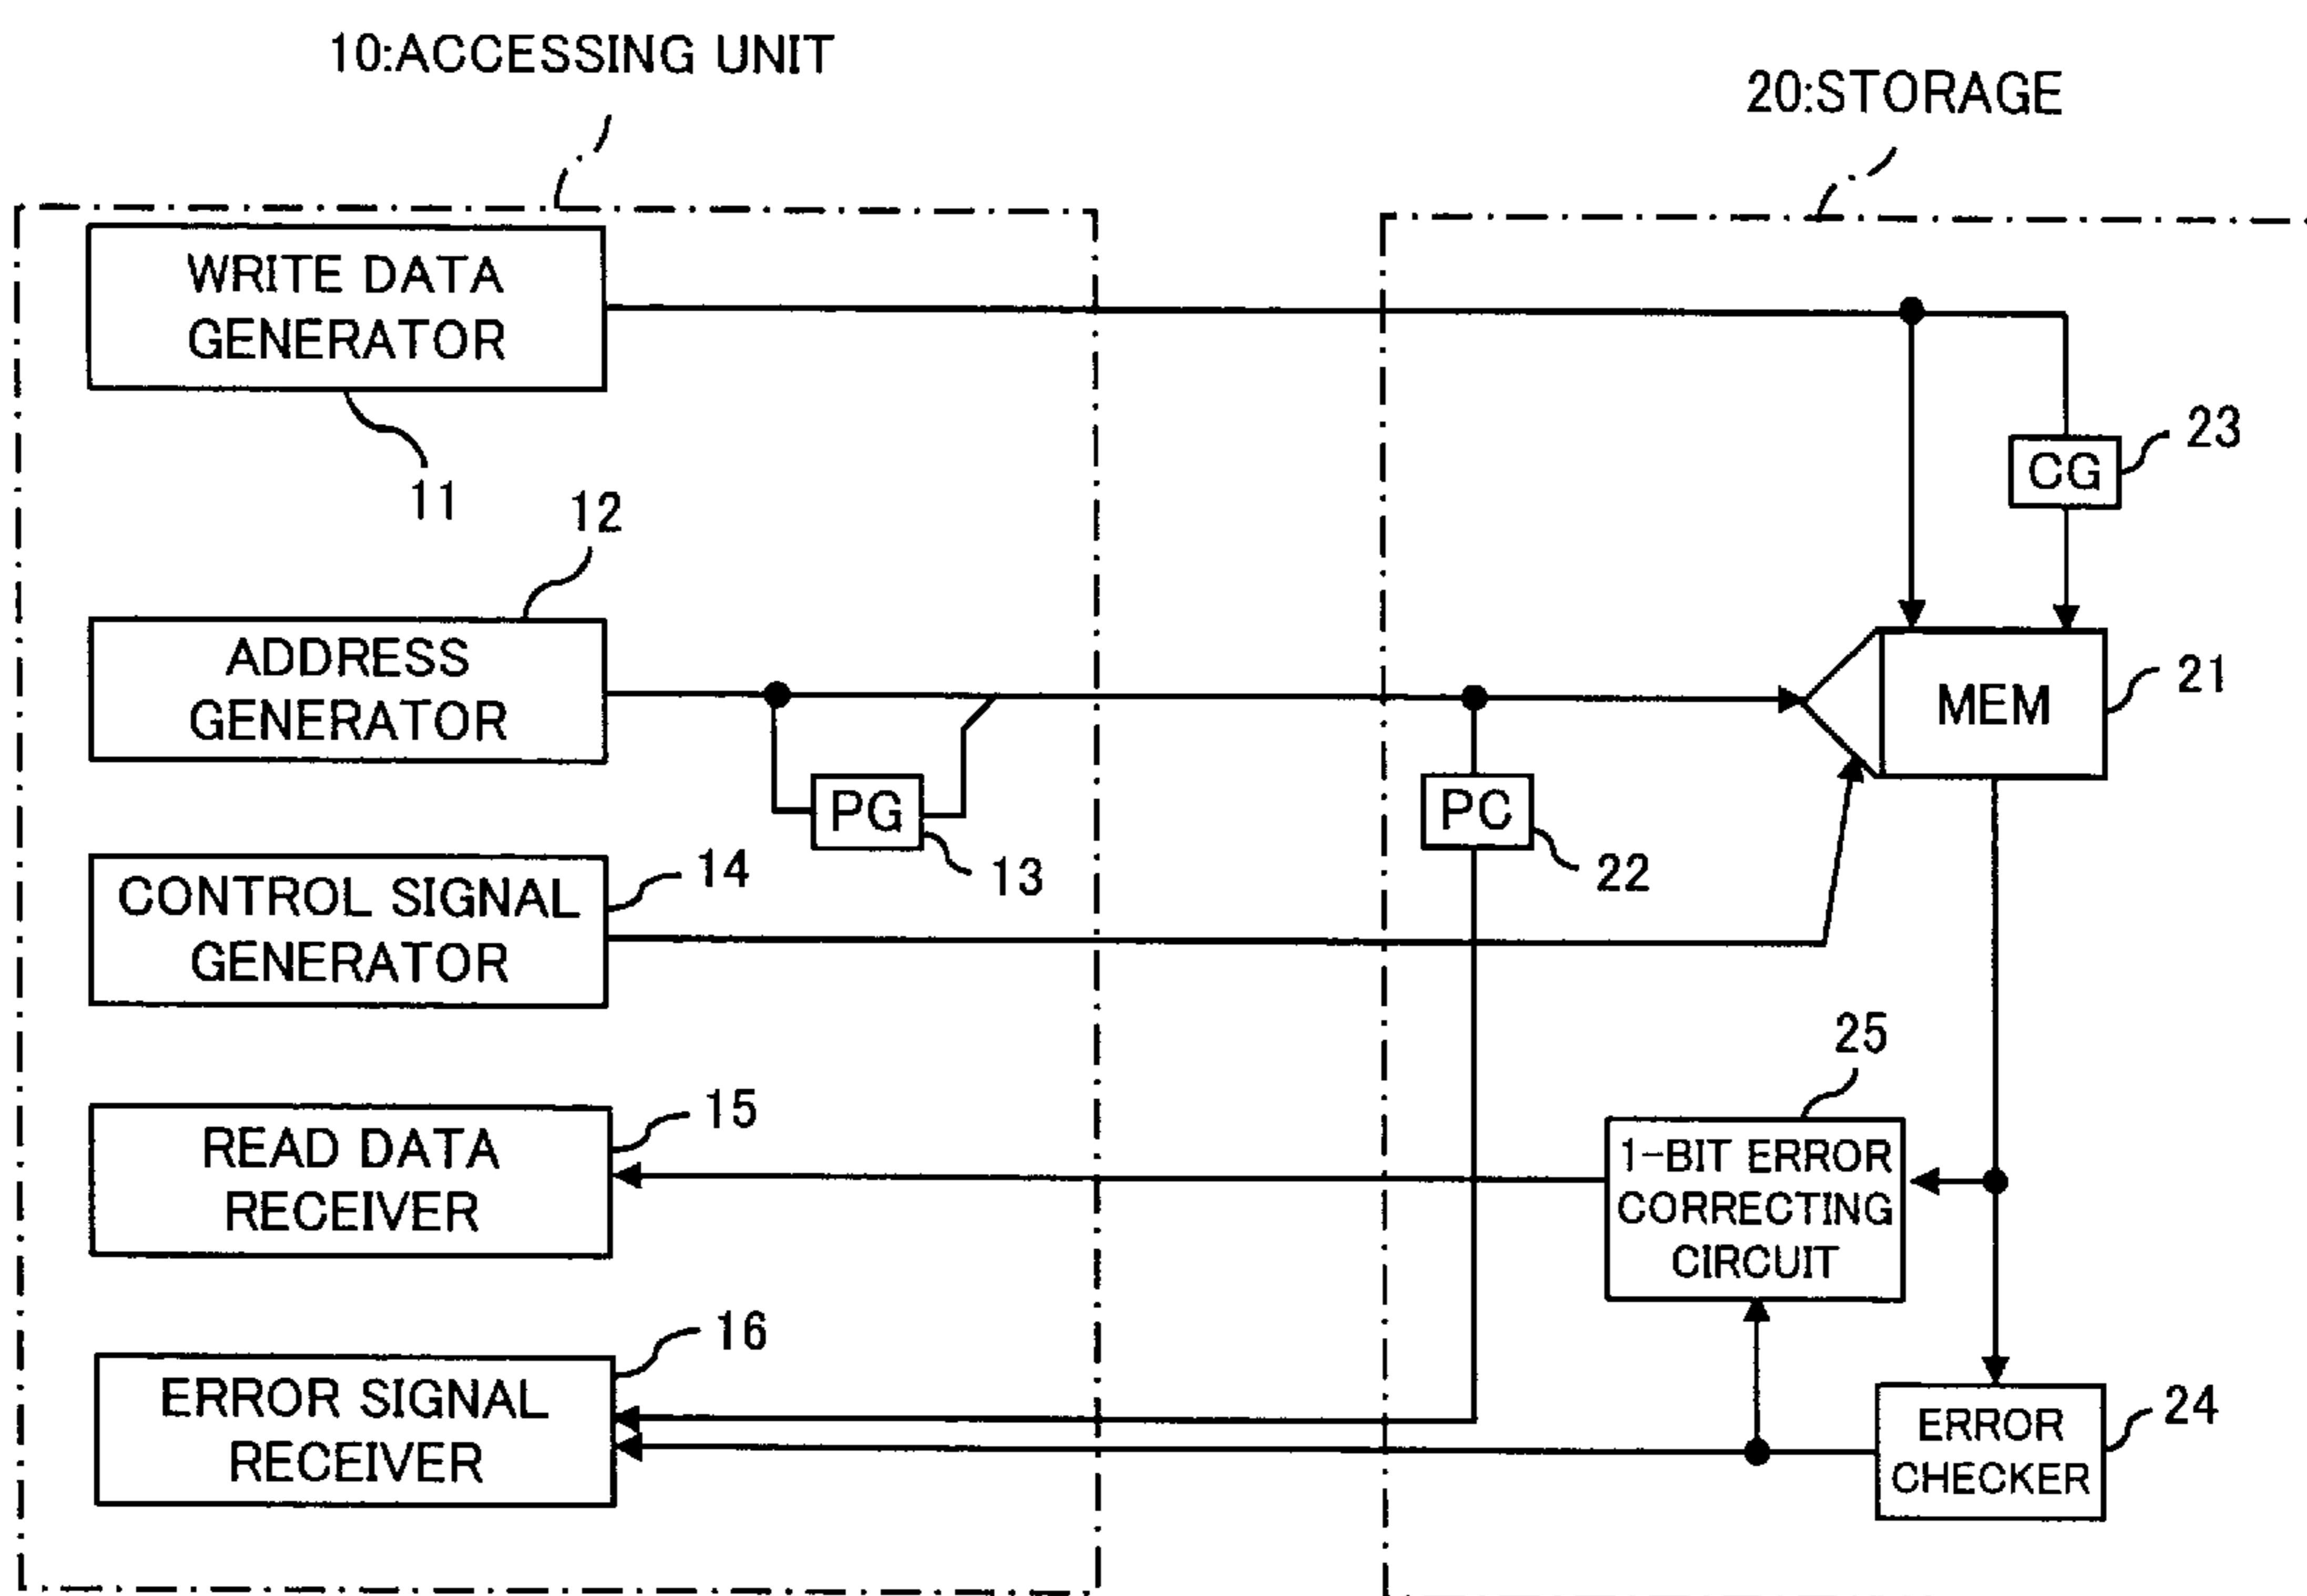 10:ACCESSING UNIT
20:STORAGE
WRITE DATA
GENERATOR
11
23
CG
12
ADDRESS
GENERATOR
MEM
21
PG
13
PC
22
CONTROL SIGNAL
GENERATOR
14
25
READ DATA
RECEIVER
15
1-BIT ERROR
CORRECTING
CIRCUIT
ERROR SIGNAL
RECEIVER
16
ERROR
CHECKER
24